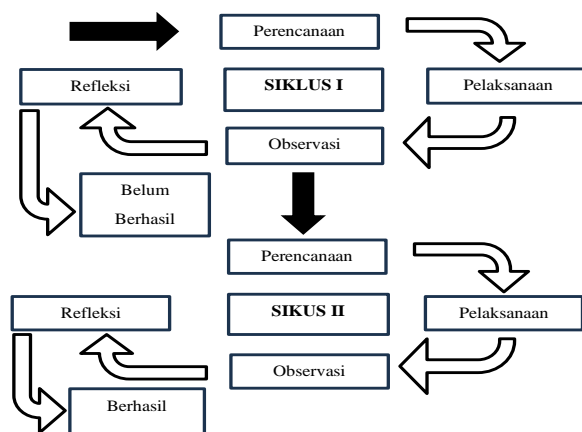 Perencanaan
Refleksi
SIKLUS I
Pelaksanaan
Observasi
Belum
Berhasil
Perencanaan
Refleksi
SIKUS II
Pelaksanaan
Observasi
Berhasil